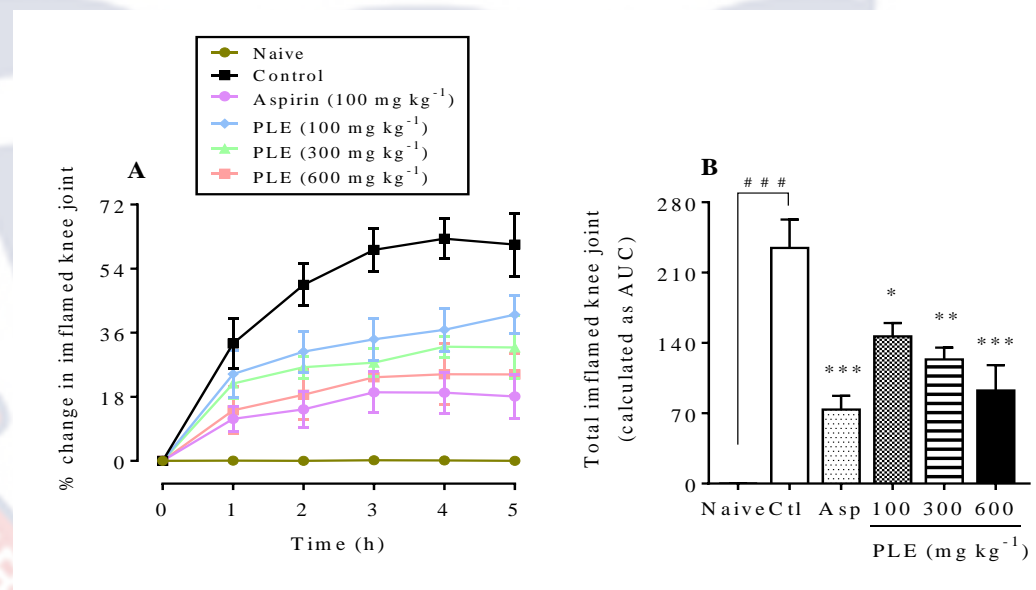 Naive
Control
Aspirin (100 mg kg⁻¹)
PLE (100 mg kg⁻¹)
PLE (300 mg kg⁻¹)
PLE (600 mg kg⁻¹)
A
% change in imflamed knee joint
72
54
36
18
0
0 1 2 3 4 5
Time (h)
B
Total imflamed knee joint
(calculated as AUC)
# # #
280
210
140
70
0
***
*
**
***
Naive Ctl Asp 100 300 600
PLE (mg kg⁻¹)